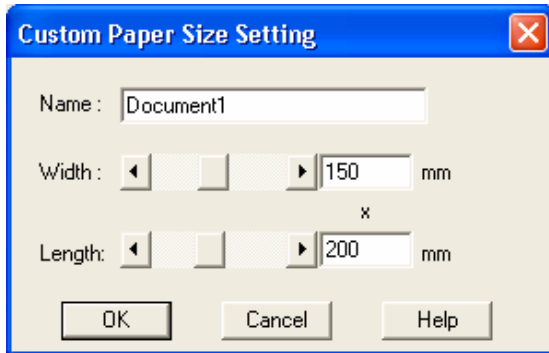 Custom Paper Size Setting
Name : Document1
Width : 150 mm
x
Length: 200 mm
OK Cancel Help